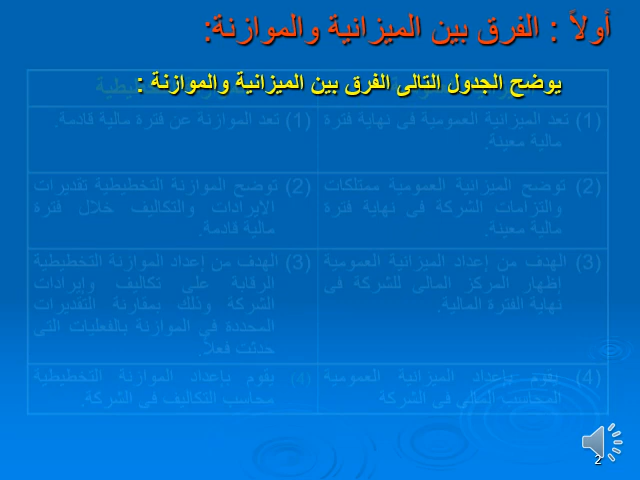 أولاً : الفرق بين الميزانية والموازنة:
يوضح الجدول التالى الفرق بين الميزانية والموازنة :
(1) تعد الميزانية العمومية فى نهاية فترة
مالية معينة.
(1) تعد الموازنة عن فترة مالية قادمة.
(2) توضح الميزانية العمومية ممتلكات
والتزامات الشركة فى نهاية فترة
مالية معينة.
(2) توضح الموازنة التخطيطية تقديرات
الايرادات والتكاليف خلال فترة
مالية قادمة.
(3) الهدف من إعداد الميزانية العمومية
إظهار المركز المالى للشركة فى
نهاية الفترة المالية.
(3) الهدف من إعداد الموازنة التخطيطية
الرقابة على تكاليف وإيرادات
الشركة وذلك بمقارنة التقديرات
المحددة في الموازنة بالفعليات التى
حدثت فعلاً.
(4) يقوم بإعداد الميزانية العمومية
المحاسب المالى فى الشركة
(4) يقوم بإعداد الموازنة التخطيطية
محاسب التكاليف فى الشركة.
2